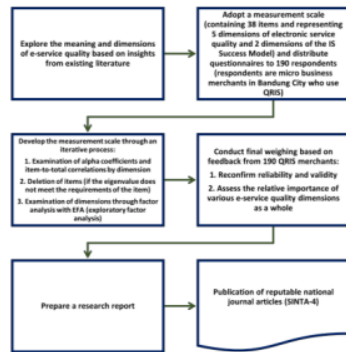 Explore the meaning and dimensions
of e-service quality based on insights
from existing literature
Adopt a measurement scale
(containing 38 items and representing
5 dimensions of electronic service
quality and 2 dimensions of the IS
Success Model) and distribute
questionnaires to 190 respondents
(respondents are micro business
merchants in Bandung City who use
QRIS)
Develop the measurement scale through an
iterative process:
1. Examination of alpha coefficients and
item-to-total correlations by dimension
2. Deletion of items (if the eigenvalue does
not meet the requirements of the item)
3. Examination of dimensions through factor
analysis with EFA (exploratory factor
analysis)
Conduct final weighing based on
feedback from 190 QRIS merchants:
1. Reconfirm reliability and validity
2. Assess the relative importance of
various e-service quality dimensions
as a whole
Prepare a research report
Publication of reputable national
journal articles (SINTA-4)